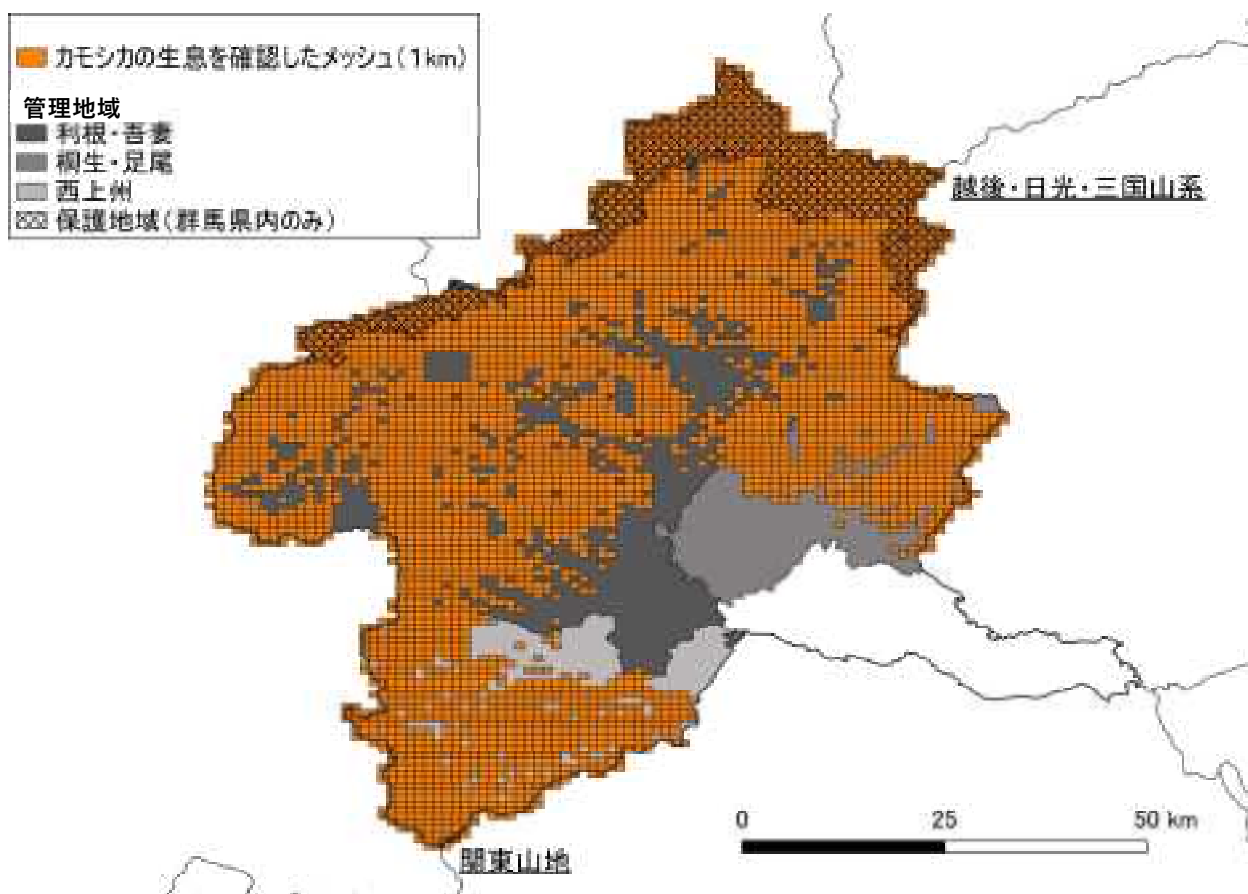 カモシカの生息を確認したメッシュ(1km)
管理地域
利根・吾妻
桐生・足尾
西上州
保護地域(群馬県内のみ)
越後・日光・三国山系
0 25 50 km
関東山地